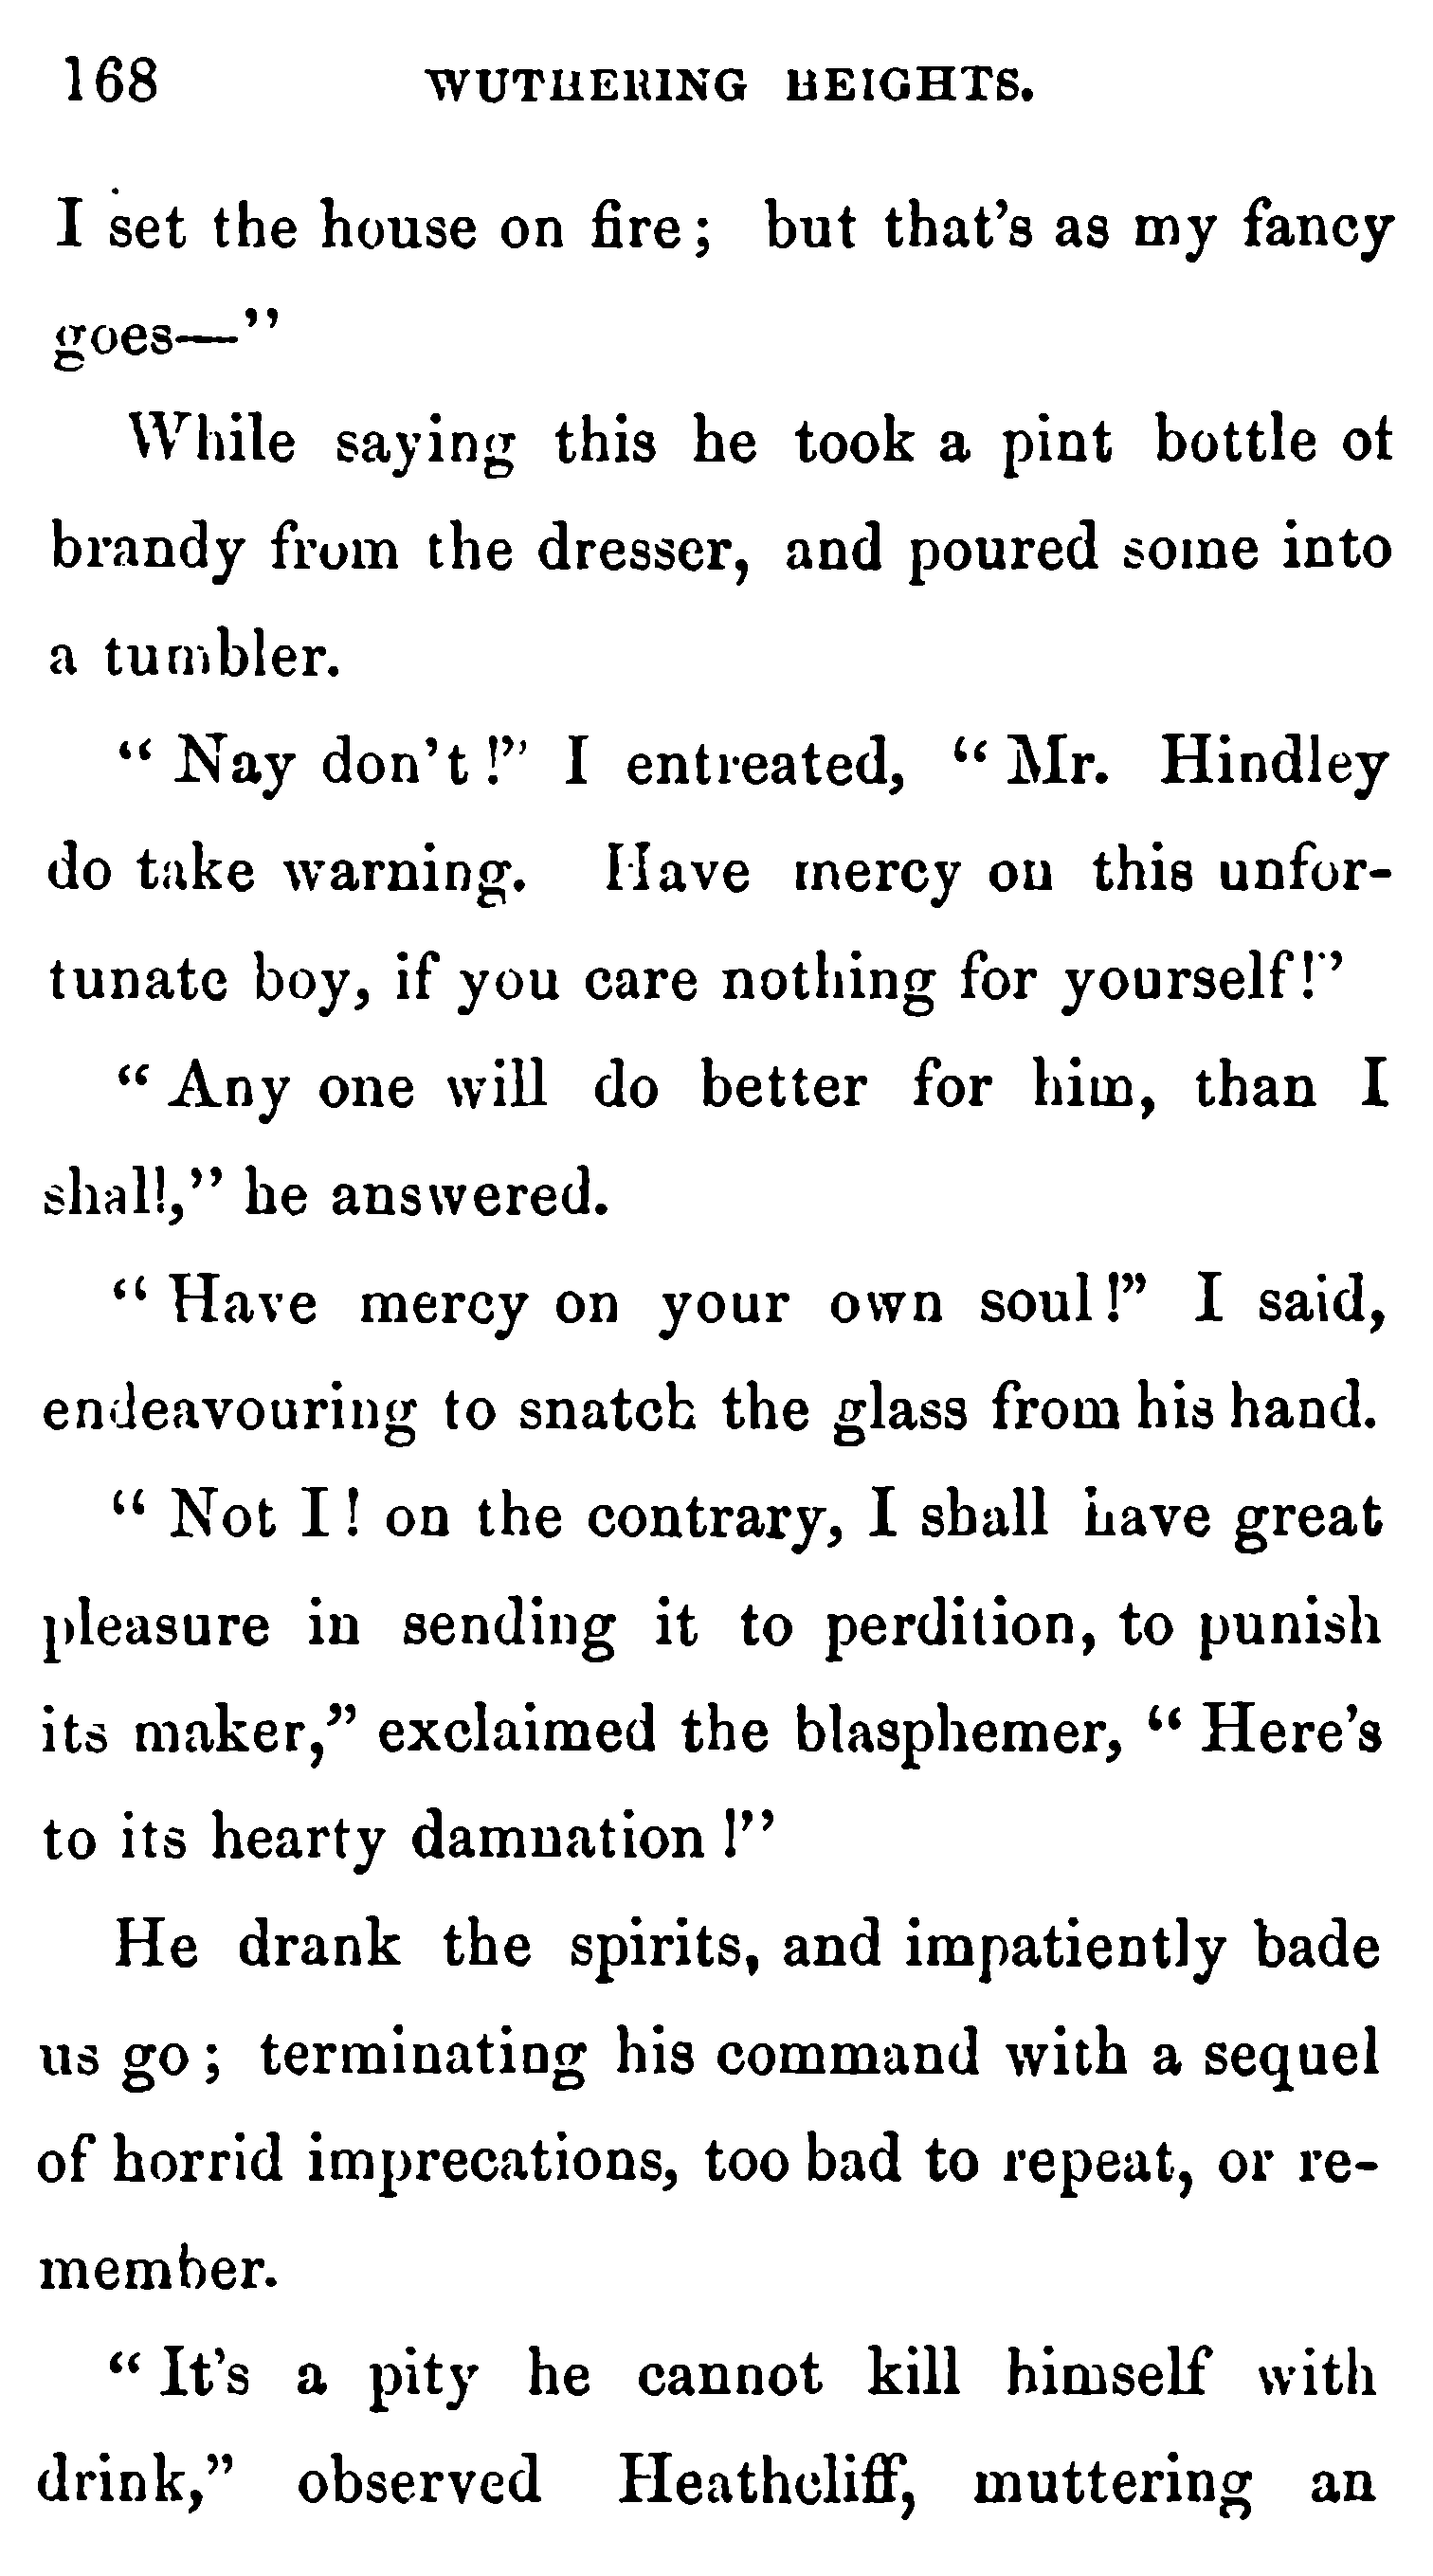 168 WUTHERING HEIGHTS.
I set the house on fire; but that's as my fancy
goes—"
While saying this he took a pint bottle of
brandy from the dresser, and poured some into
a tumbler.
"Nay don't!" I entreated, "Mr. Hindley
do take warning. Have mercy on this unfor-
tunate boy, if you care nothing for yourself!"
"Any one will do better for him, than I
shall," he answered.
"Have mercy on your own soul!" I said,
endeavouring to snatch the glass from his hand.
"Not I! on the contrary, I shall have great
pleasure in sending it to perdition, to punish
its maker," exclaimed the blasphemer, "Here's
to its hearty damnation!"
He drank the spirits, and impatiently bade
us go; terminating his command with a sequel
of horrid imprecations, too bad to repeat, or re-
member.
"It's a pity he cannot kill himself with
drink," observed Heathcliff, muttering an